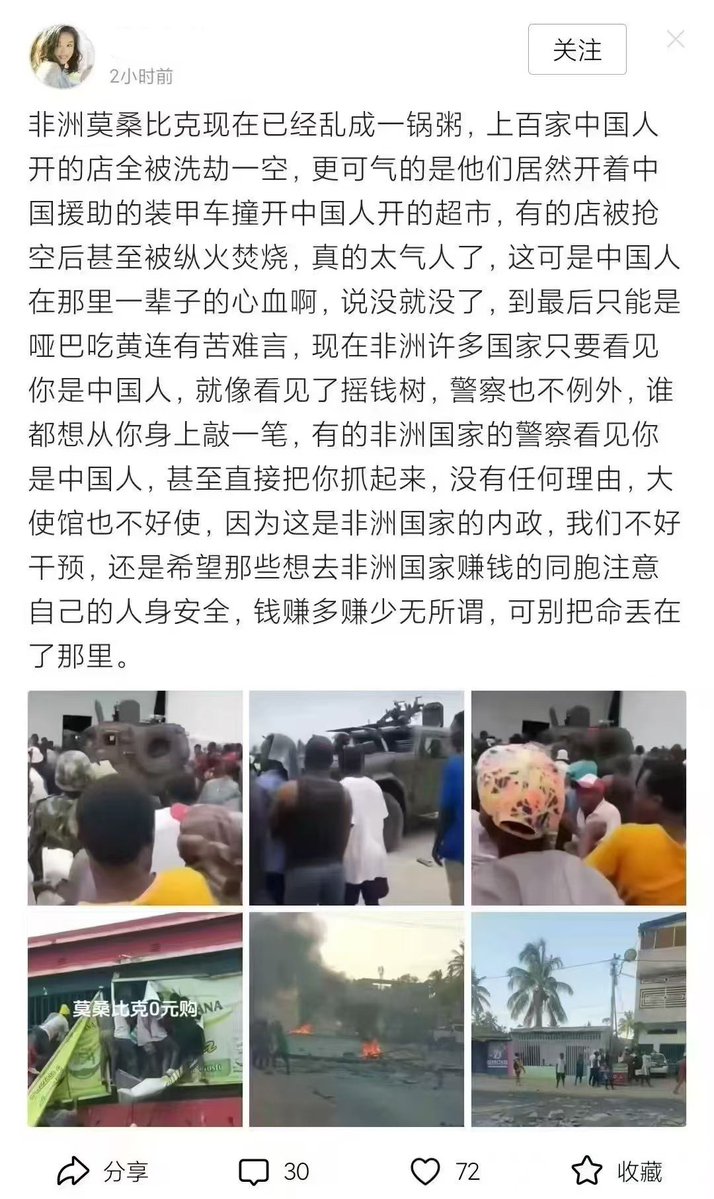 关注
2小时前
非洲莫桑比克现在已经乱成一锅粥，上百家中国人
开的店全被洗劫一空，更可气的是他们居然开着中
国援助的装甲车撞开中国人开的超市，有的店被抢
空后甚至被纵火焚烧，真的太气人了，这可是中国人
在那里一辈子的心血啊，说没就没了，到最后只能是
哑巴吃黄连有苦难言，现在非洲许多国家只要看见
你是中国人，就像看见了摇钱树，警察也不例外，谁
都想从你身上敲一笔，有的非洲国家的警察看见你
是中国人，甚至直接把你抓起来，没有任何理由，大
使馆也不好使，因为这是非洲国家的内政，我们不好
干预，还是希望那些想去非洲国家赚钱的同胞注意
自己的人身安全，钱赚多赚少无所谓，可别把命丢在
了那里。
莫桑比克0元购
分享
30
72
收藏